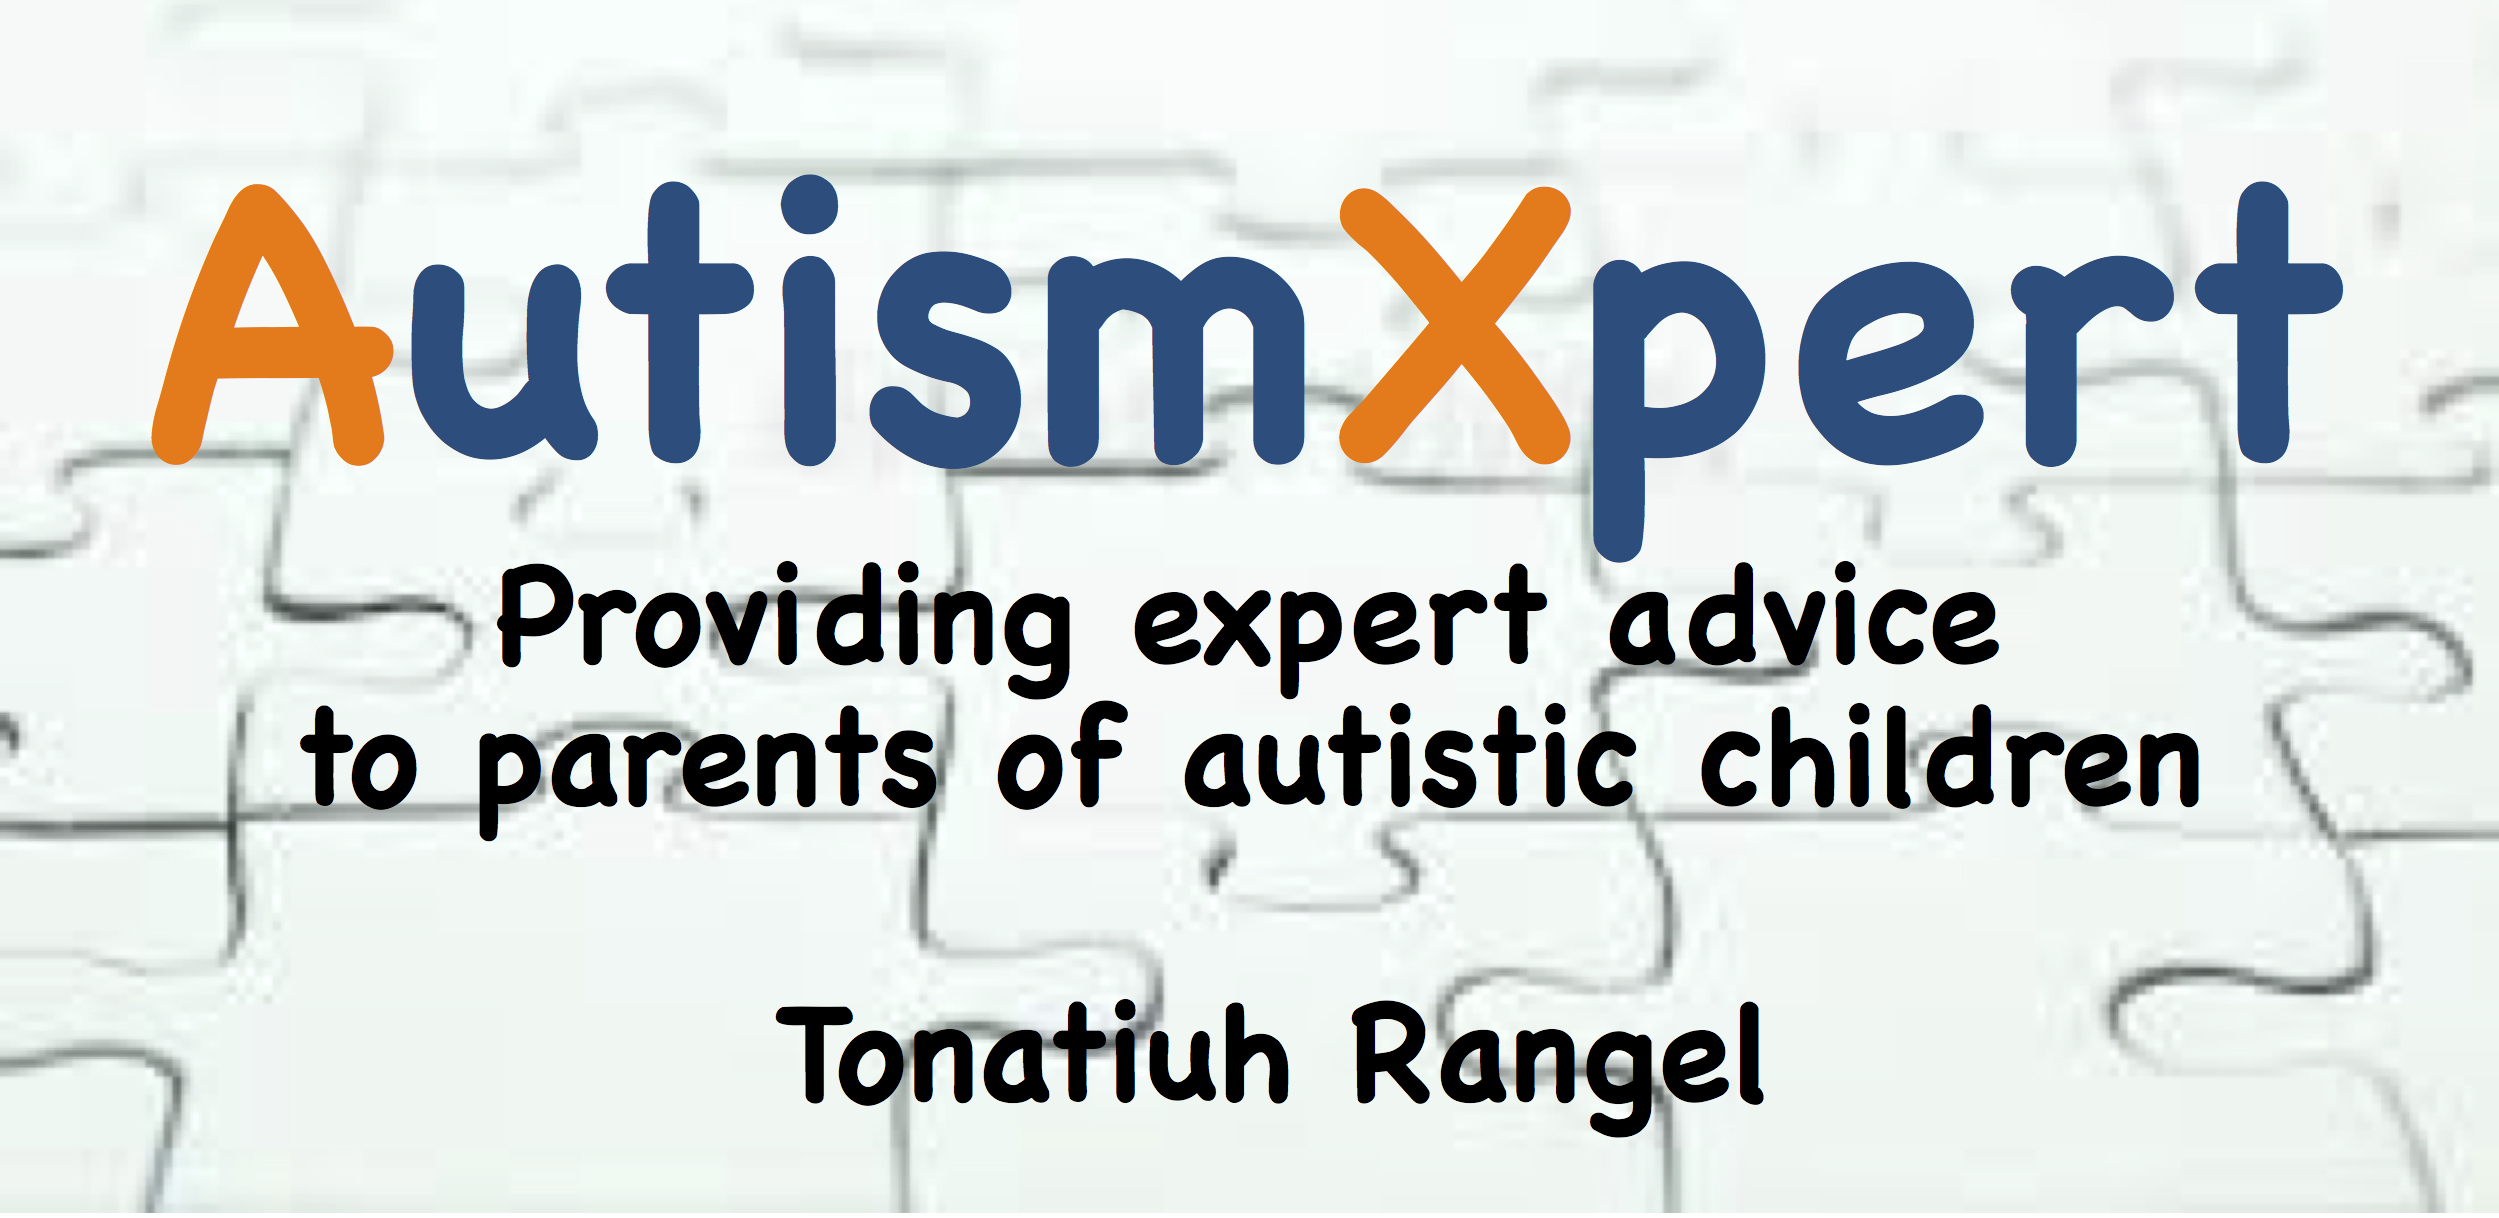 AutismXpert
Providing expert advice
to parents of autistic children
Tonatiuh Rangel